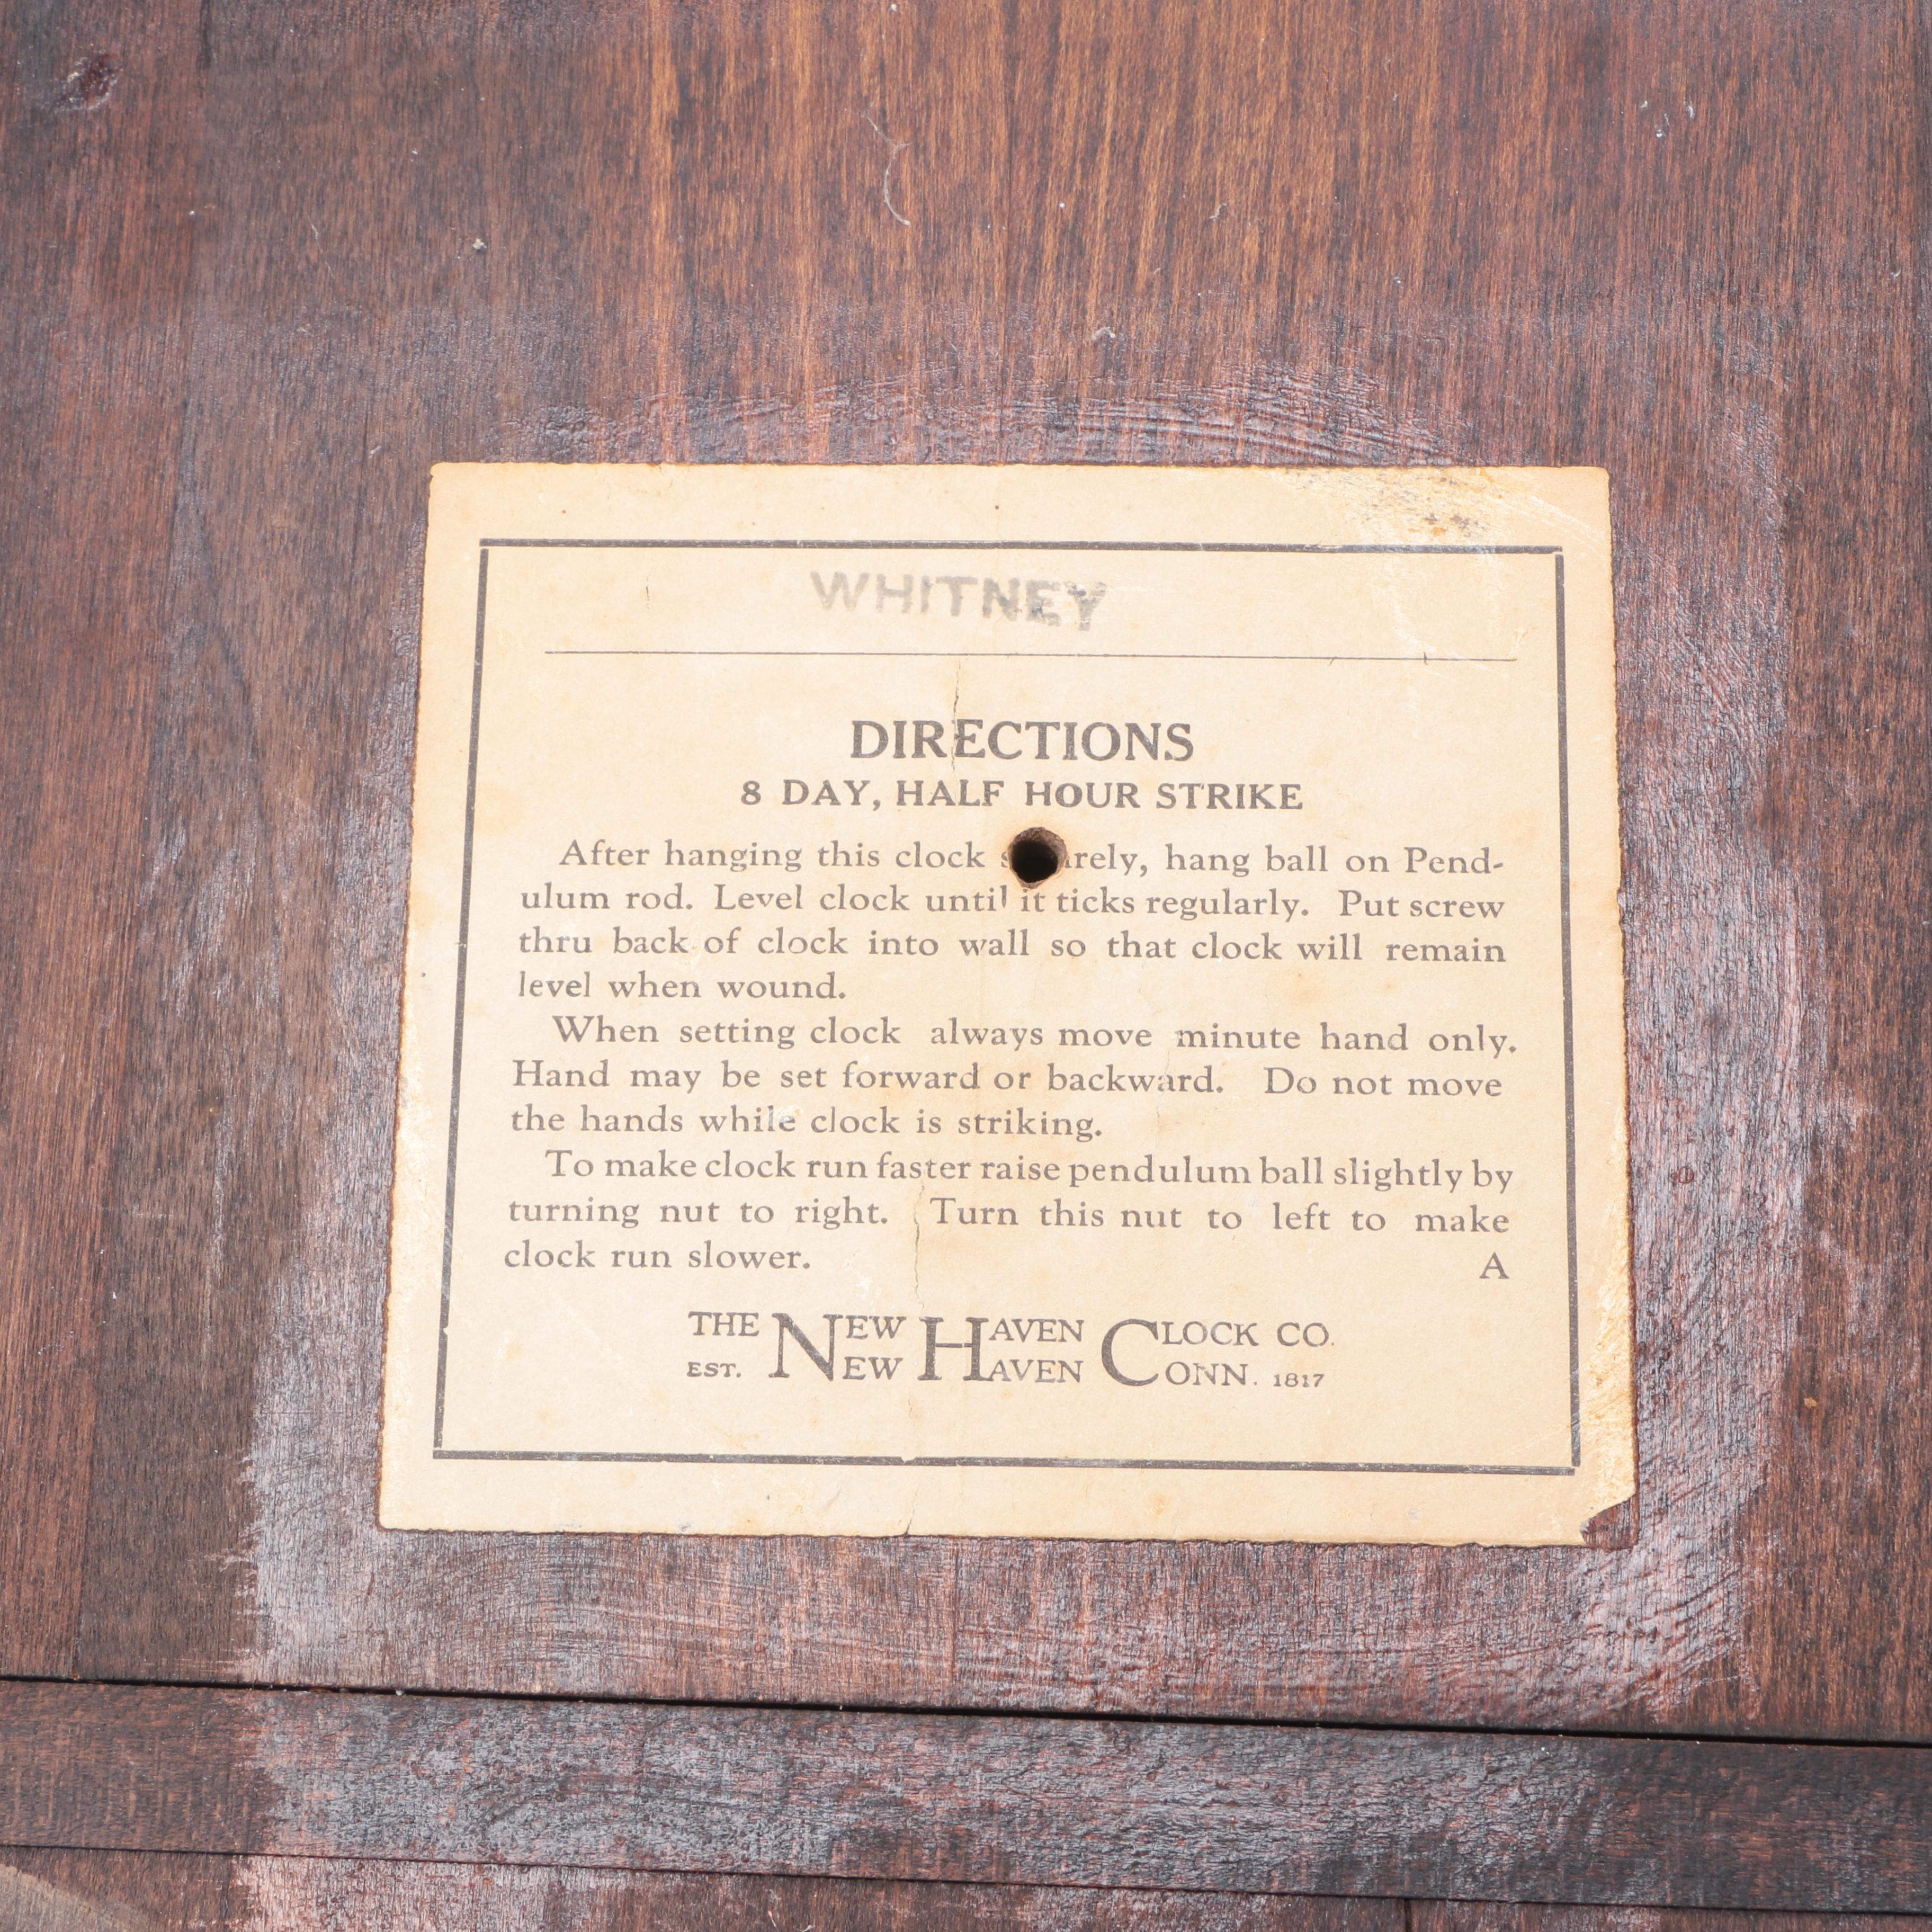 WHITNEY
DIRECTIONS
8 DAY, HALF HOUR STRIKE
After hanging this clock rely, hang ball on Pend-
ulum rod. Level clock until it ticks regularly. Put screw
thru back of clock into wall so that clock will remain
level when wound.
When setting clock always move minute hand only.
Hand may be set forward or backward. Do not move
the hands while clock is striking.
To make clock run faster raise pendulum ball slightly by
turning nut to right. Turn this nut to left to make
clock run slower. A
THE NEW HAVEN CLOCK CO.
EST. NEW HAVEN CONN. 1817